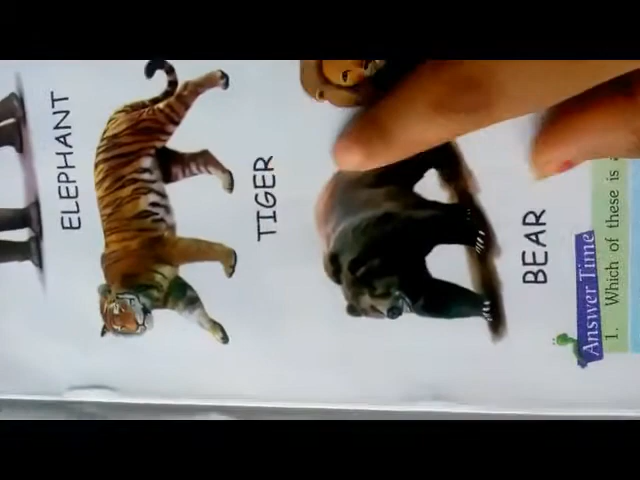 ELEPHANT
TIGER
BEAR
Answer Time
1. Which of these is